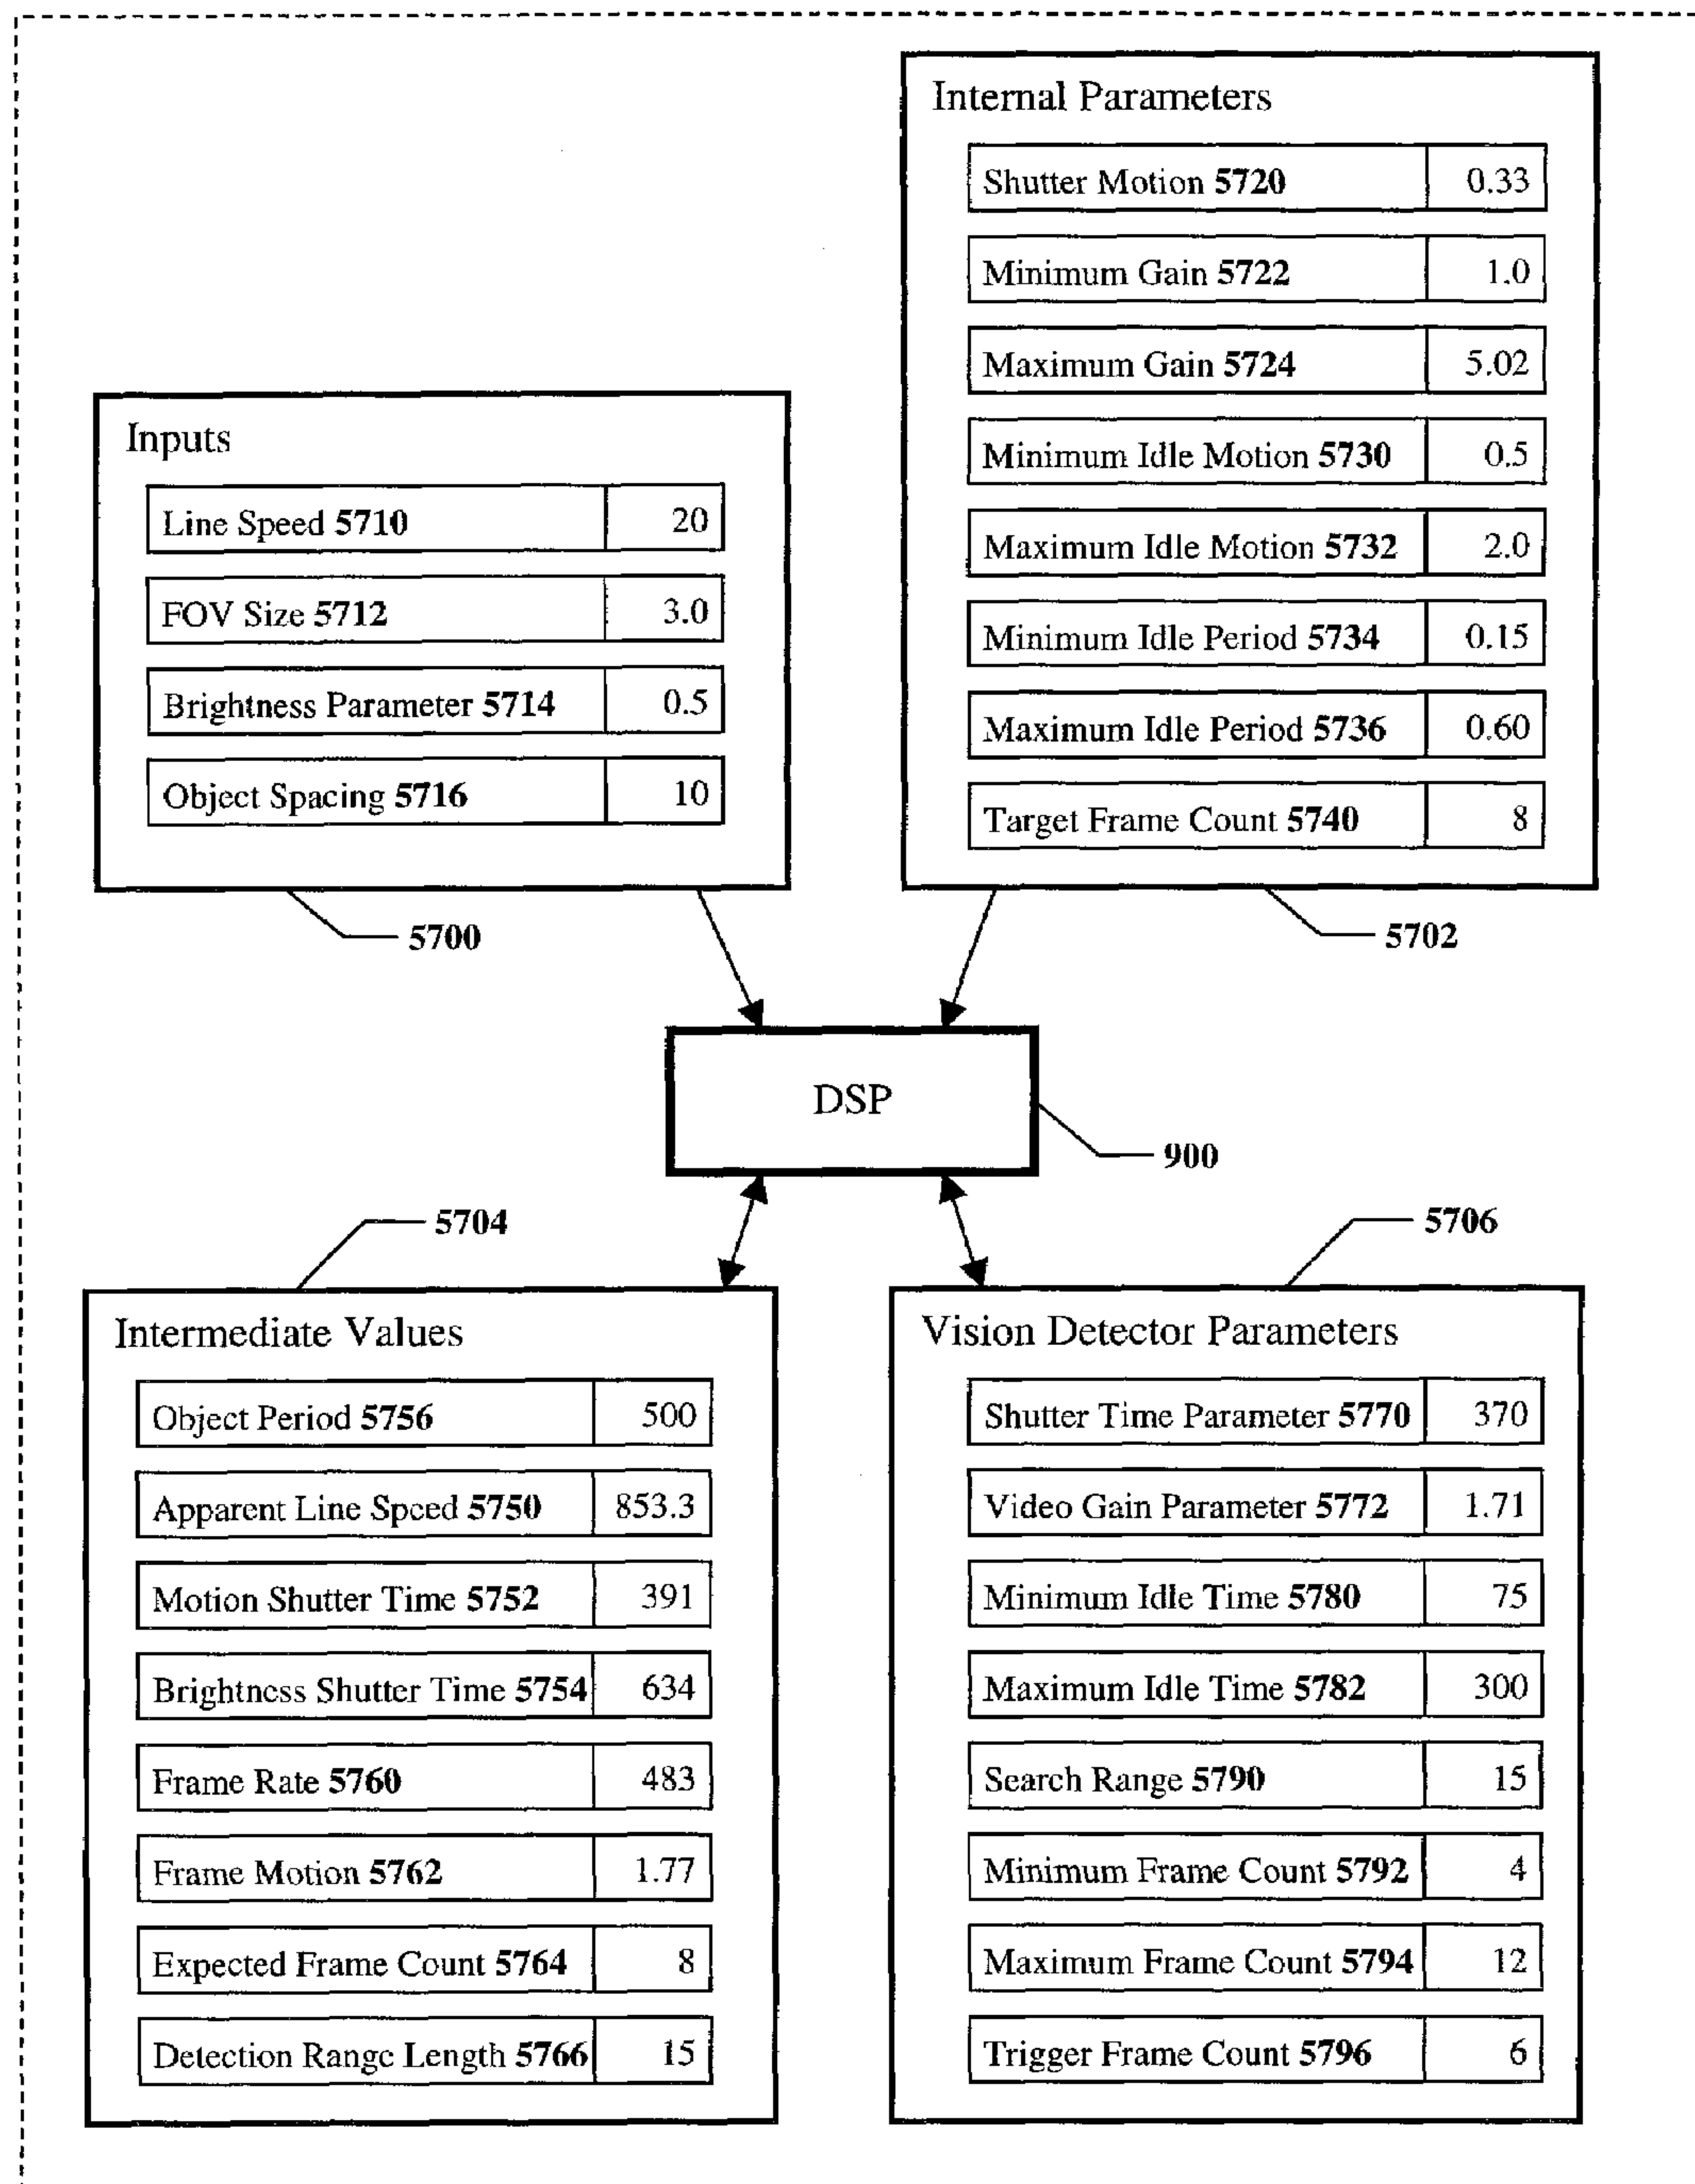 Internal Parameters
Shutter Motion 5720 0.33
Minimum Gain 5722 1.0
Maximum Gain 5724 5.02
Minimum Idle Motion 5730 0.5
Maximum Idle Motion 5732 2.0
Minimum Idle Period 5734 0.15
Maximum Idle Period 5736 0.60
Target Frame Count 5740 8
5702
Inputs
Line Speed 5710 20
FOV Size 5712 3.0
Brightness Parameter 5714 0.5
Object Spacing 5716 10
5700
DSP
900
5704
Intermediate Values
Object Period 5756 500
Apparent Line Speed 5750 853.3
Motion Shutter Time 5752 391
Brightness Shutter Time 5754 634
Frame Rate 5760 483
Frame Motion 5762 1.77
Expected Frame Count 5764 8
Detection Range Length 5766 15
5706
Vision Detector Parameters
Shutter Time Parameter 5770 370
Video Gain Parameter 5772 1.71
Minimum Idle Time 5780 75
Maximum Idle Time 5782 300
Search Range 5790 15
Minimum Frame Count 5792 4
Maximum Frame Count 5794 12
Trigger Frame Count 5796 6